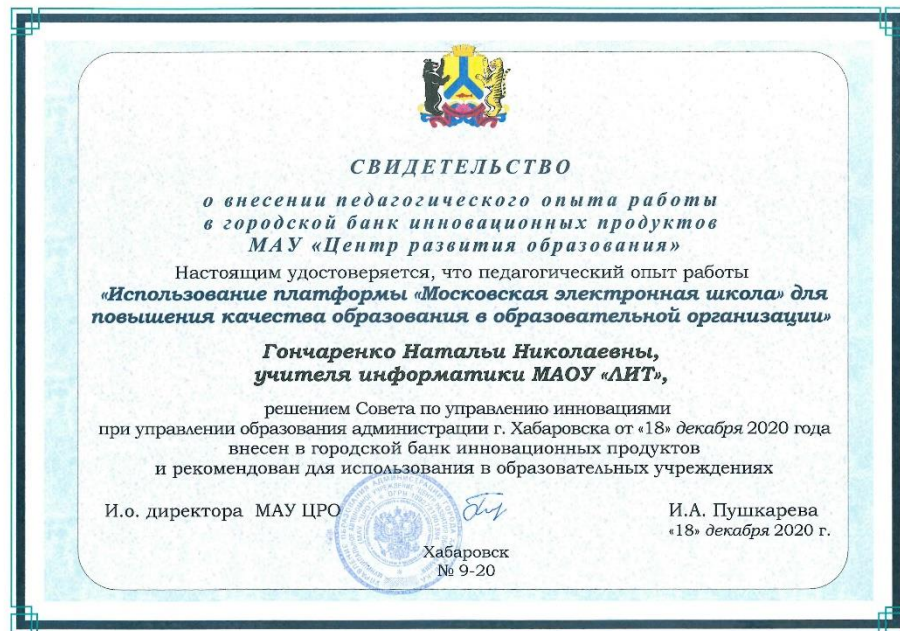 СВИДЕТЕЛЬСТВО
о внесении педагогического опыта работы
в городской банк инновационных продуктов
МАУ «Центр развития образования»
Настоящим удостоверяется, что педагогический опыт работы
«Использование платформы «Московская электронная школа» для
повышения качества образования в образовательной организации»
Гончаренко Натальи Николаевны,
учителя информатики МАОУ «ЛИТ»,
решением Совета по управлению инновациями
при управлении образования администрации г. Хабаровска от «18» декабря 2020 года
внесен в городской банк инновационных продуктов
и рекомендован для использования в образовательных учреждениях
И.о. директора МАУ ЦРО
И.А. Пушкарева
«18» декабря 2020 г.
Хабаровск
№ 9-20